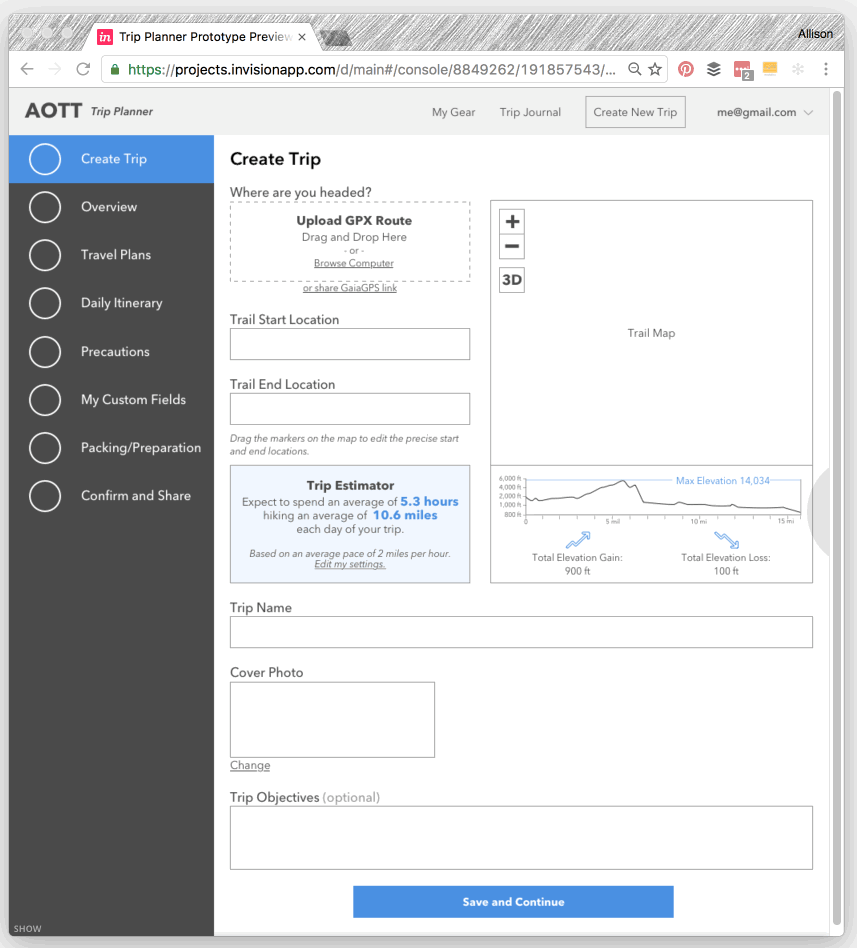 Trip Planner Prototype Preview
Allison
https://projects.invisionapp.com/d/main#/console/8849262/191857543/...
2
AOTT Trip Planner
My Gear
Trip Journal
Create New Trip
me@gmail.com
Create Trip
Overview
Travel Plans
Daily Itinerary
Precautions
My Custom Fields
Packing/Preparation
Confirm and Share
SHOW
Create Trip
Where are you headed?
Upload GPX Route
Drag and Drop Here
- or -
Browse Computer
or share GaiaGPS link
Trail Start Location
Trail End Location
Drag the markers on the map to edit the precise start
and end locations.
Trip Estimator
Expect to spend an average of 5.3 hours
hiking an average of 10.6 miles
each day of your trip.
Based on an average pace of 2 miles per hour.
Edit my settings.
+
−
3D
Trail Map
Max Elevation 14,034
6,000 ft
4,000 ft
2,000 ft
1,000 ft
800 ft
0
5 mil
10 mi
15 mi
Total Elevation Gain:
900 ft
Total Elevation Loss:
100 ft
Trip Name
Cover Photo
Change
Trip Objectives (optional)
Save and Continue